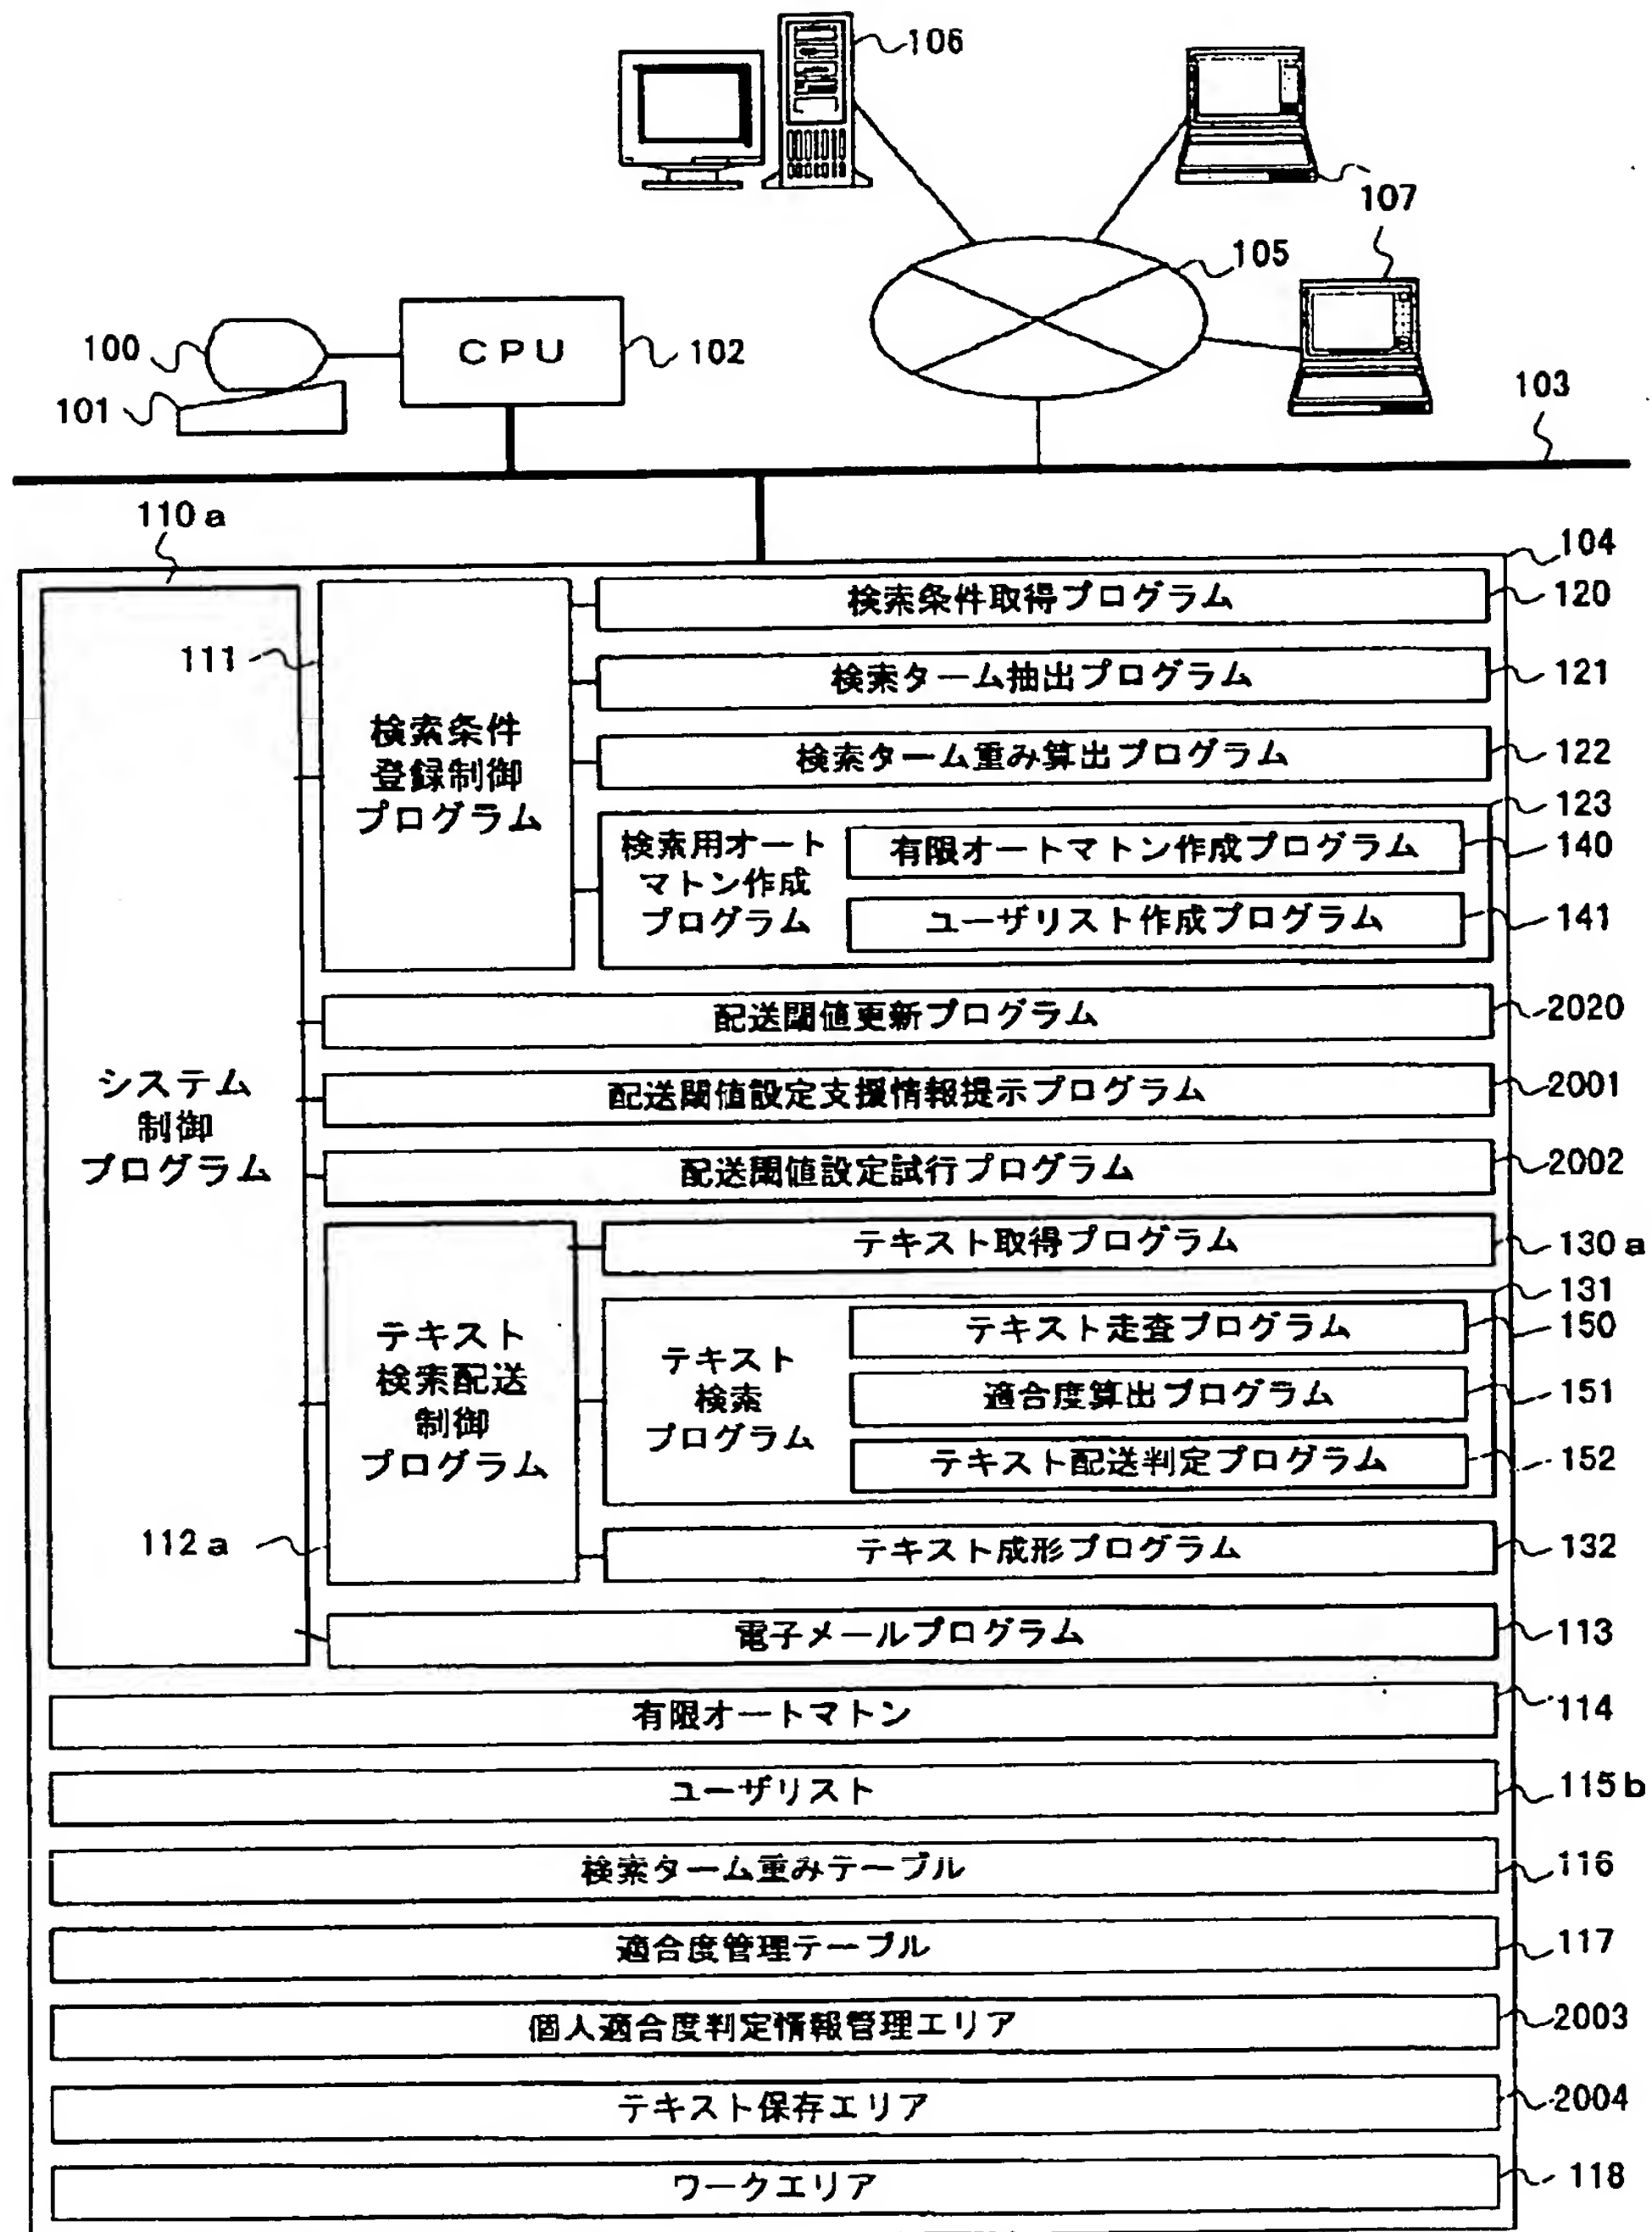 106
107
105
100
CPU
102
101
103
110a
104
検索条件取得プログラム
120
111
検索ターム抽出プログラム
121
検索条件
登録制御
プログラム
検索ターム重み算出プログラム
122
123
検索用オート
マトン作成
プログラム
有限オートマトン作成プログラム
140
ユーザリスト作成プログラム
141
配送閾値更新プログラム
2020
システム
制御
プログラム
配送閾値設定支援情報提示プログラム
2001
配送閾値設定試行プログラム
2002
テキスト取得プログラム
130a
131
テキスト
検索配送
制御
プログラム
テキスト
検索
プログラム
テキスト走査プログラム
150
適合度算出プログラム
151
テキスト配送判定プログラム
152
112a
テキスト成形プログラム
132
電子メールプログラム
113
有限オートマトン
114
ユーザリスト
115b
検索ターム重みテーブル
116
適合度管理テーブル
117
個人適合度判定情報管理エリア
2003
テキスト保存エリア
2004
ワークエリア
118